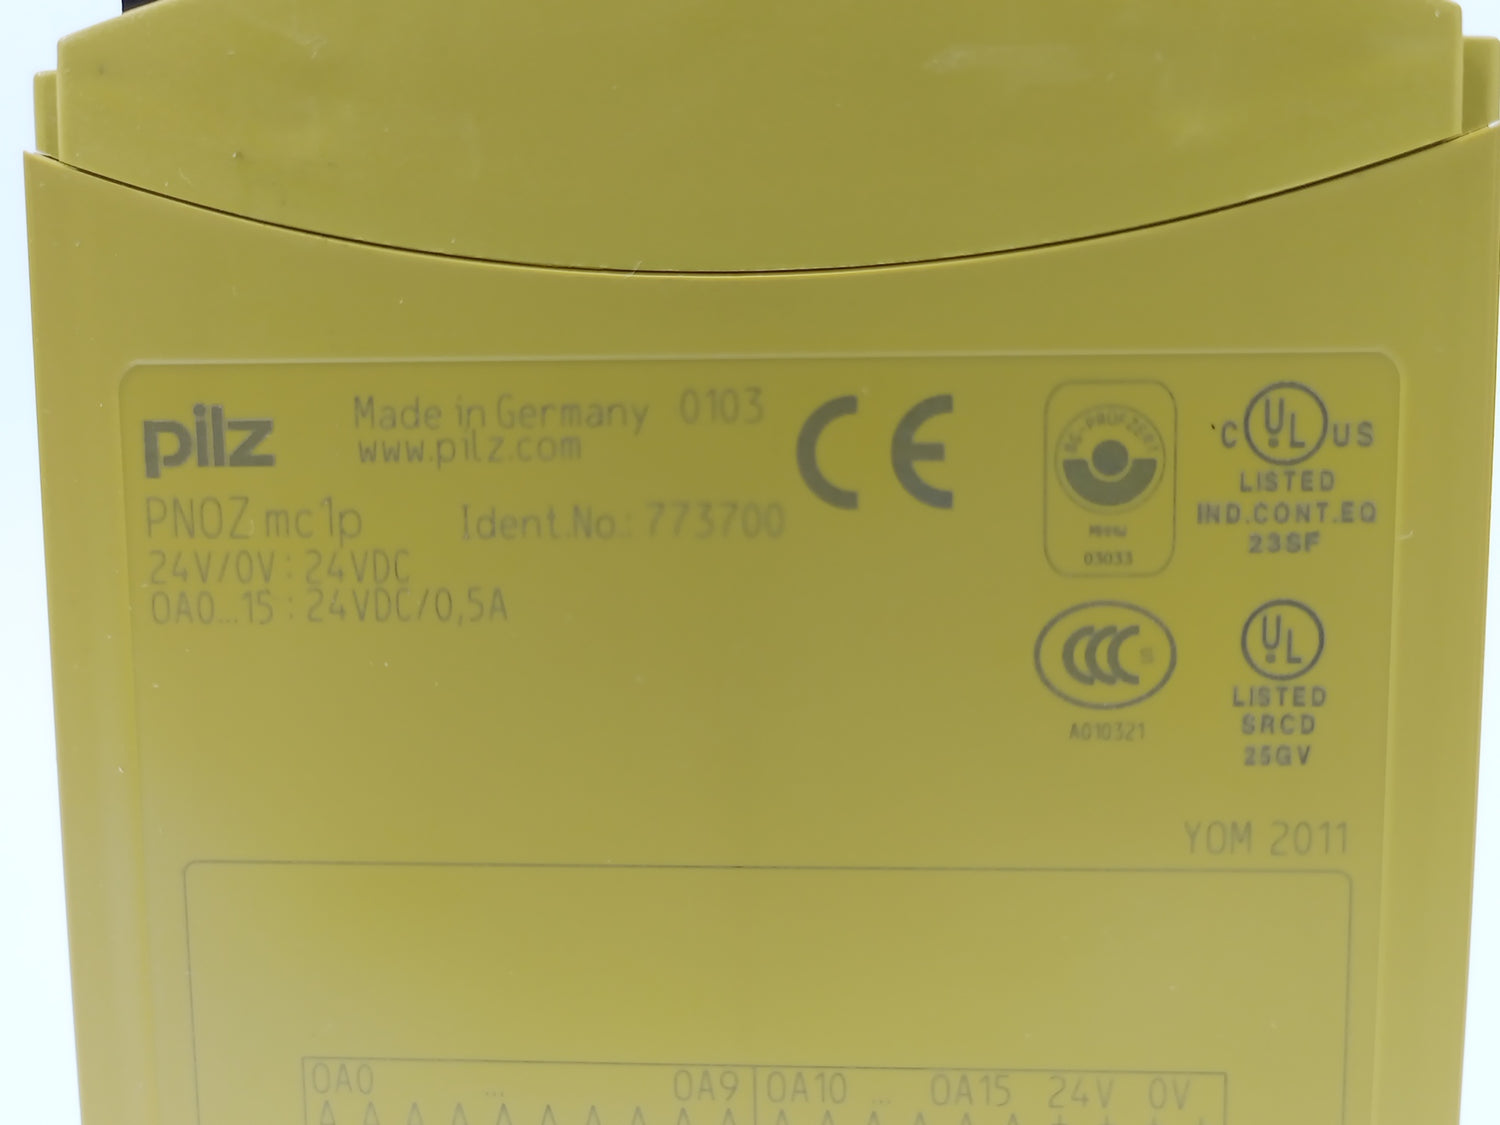 pilz
Made in Germany 0103
www.pilz.com
CE
PNOZ mc1p Ident.No.: 773700
24V/0V : 24VDC
OA0...15 : 24VDC/0,5A
BG-PRÜFZERT
03033
C UL US
LISTED
IND.CONT.EQ
23SF
CCC S
A010321
UL
LISTED
SRCD
25GV
YOM 2011
OA0 ... OA9 OA10 ... OA15 24V 0V